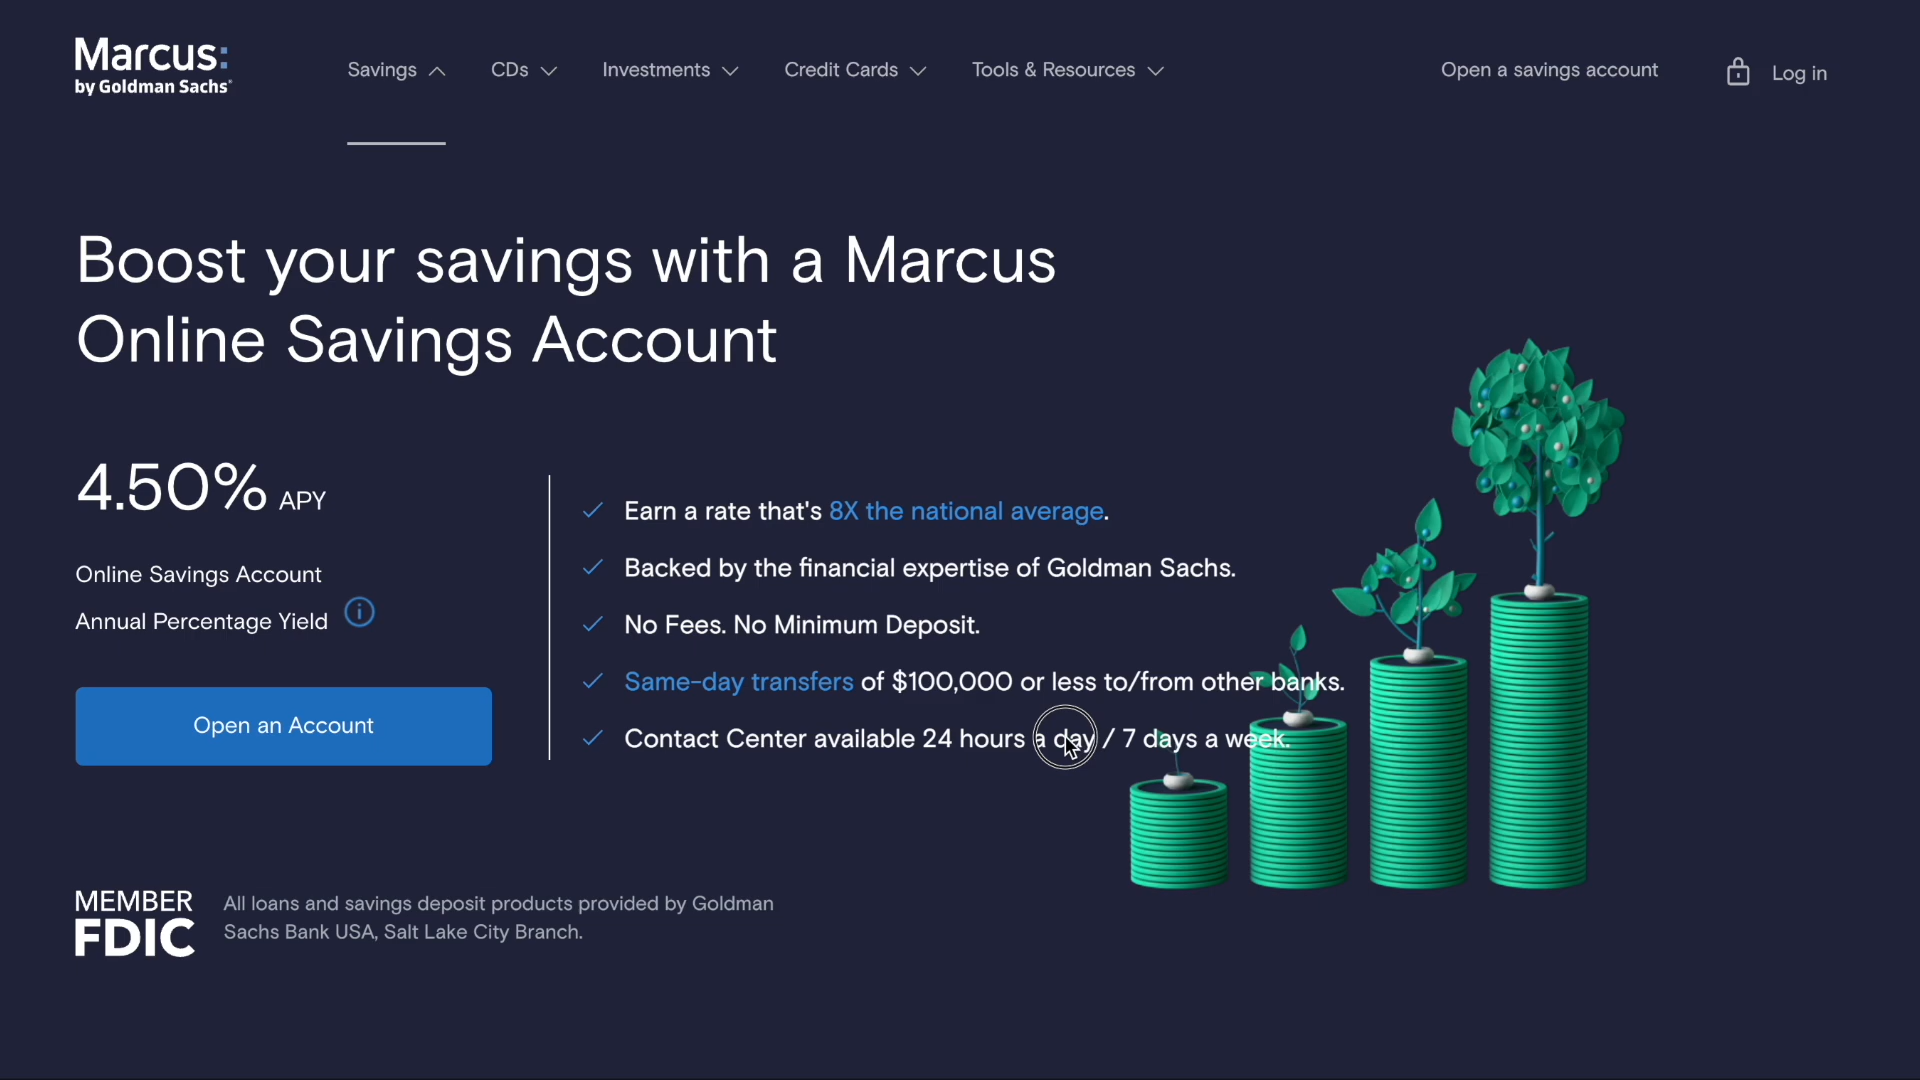 Marcus:
by Goldman Sachs®
Savings
CDs
Investments
Credit Cards
Tools & Resources
Open a savings account
Log in
Boost your savings with a Marcus
Online Savings Account
4.50% APY
Online Savings Account
Annual Percentage Yield
Open an Account
Earn a rate that's 8X the national average.
Backed by the financial expertise of Goldman Sachs.
No Fees. No Minimum Deposit.
Same-day transfers of $100,000 or less to/from other banks.
Contact Center available 24 hours a day / 7 days a week.
MEMBER
FDIC
All loans and savings deposit products provided by Goldman
Sachs Bank USA, Salt Lake City Branch.